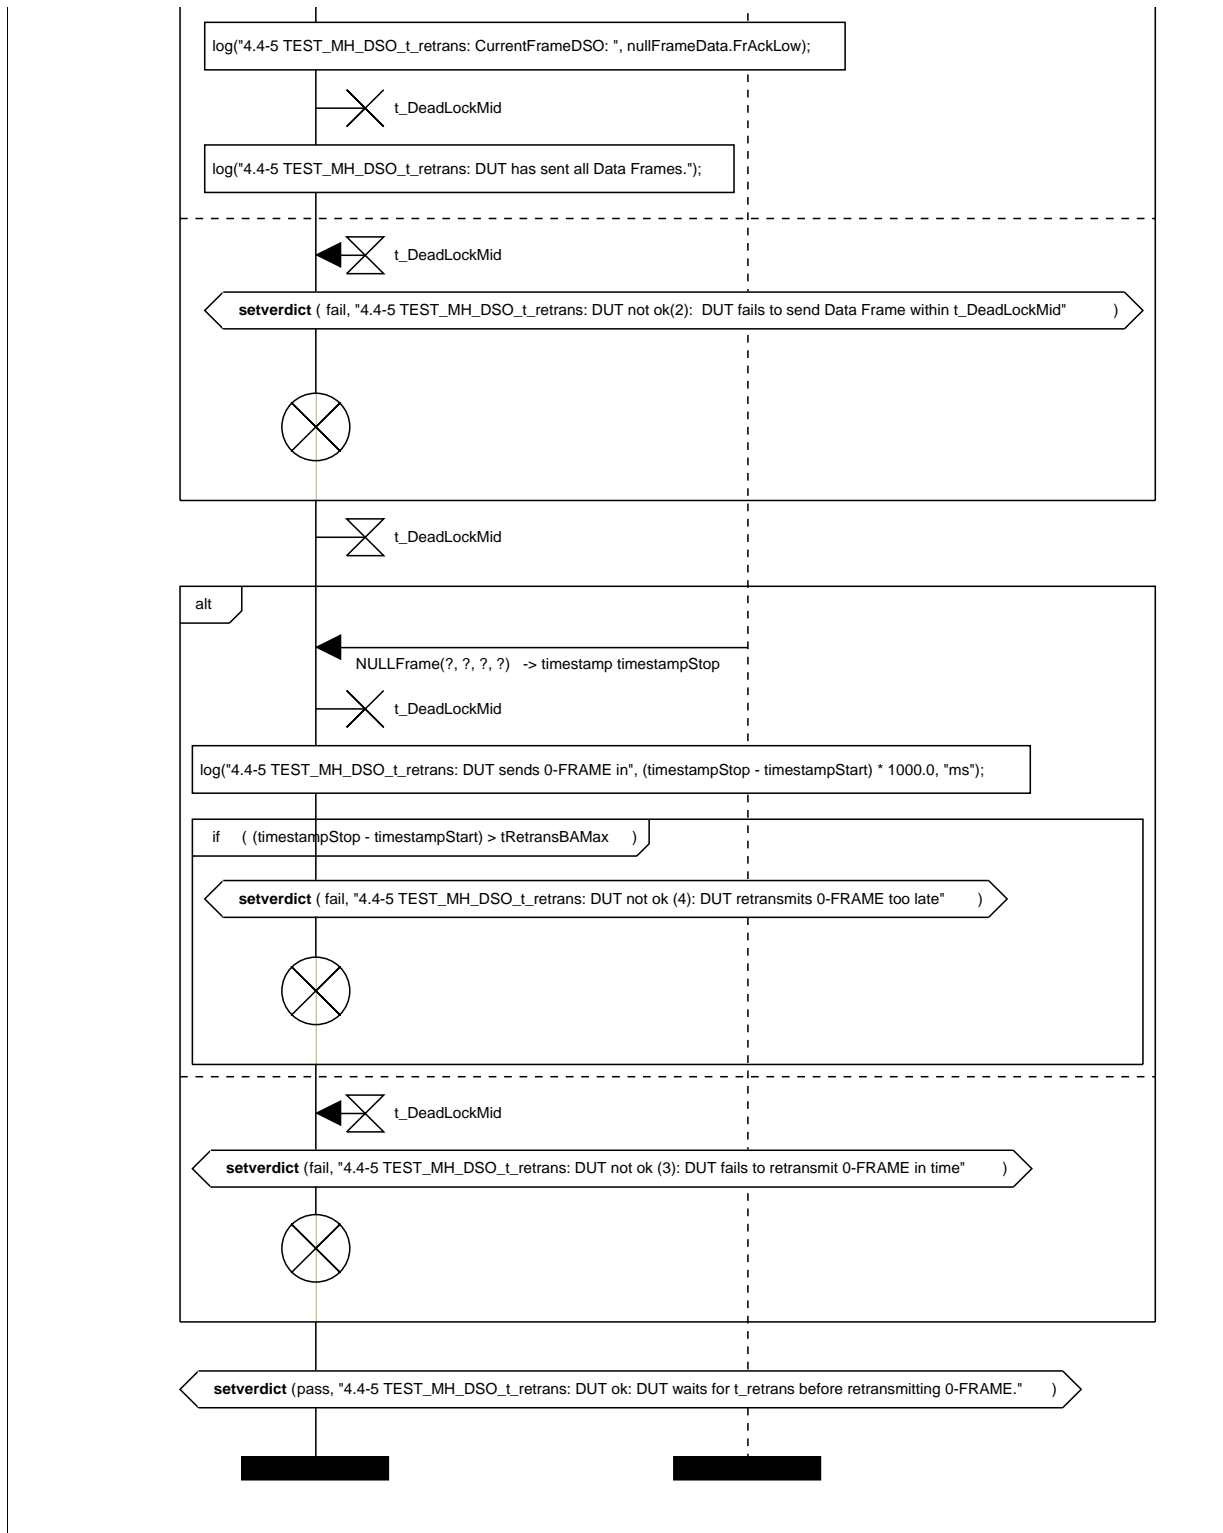 log("4.4-5 TEST_MH_DSO_t_retrans: CurrentFrameDSO: ", nullFrameData.FrAckLow);
t_DeadLockMid
log("4.4-5 TEST_MH_DSO_t_retrans: DUT has sent all Data Frames.");
t_DeadLockMid
setverdict ( fail, "4.4-5 TEST_MH_DSO_t_retrans: DUT not ok(2):  DUT fails to send Data Frame within t_DeadLockMid" )
t_DeadLockMid
alt
NULLFrame(?, ?, ?, ?) -> timestamp timestampStop
t_DeadLockMid
log("4.4-5 TEST_MH_DSO_t_retrans: DUT sends 0-FRAME in", (timestampStop - timestampStart) * 1000.0, "ms");
if ( (timestampStop - timestampStart) > tRetransBAMax )
setverdict ( fail, "4.4-5 TEST_MH_DSO_t_retrans: DUT not ok (4): DUT retransmits 0-FRAME too late" )
t_DeadLockMid
setverdict (fail, "4.4-5 TEST_MH_DSO_t_retrans: DUT not ok (3): DUT fails to retransmit 0-FRAME in time" )
setverdict (pass, "4.4-5 TEST_MH_DSO_t_retrans: DUT ok: DUT waits for t_retrans before retransmitting 0-FRAME." )